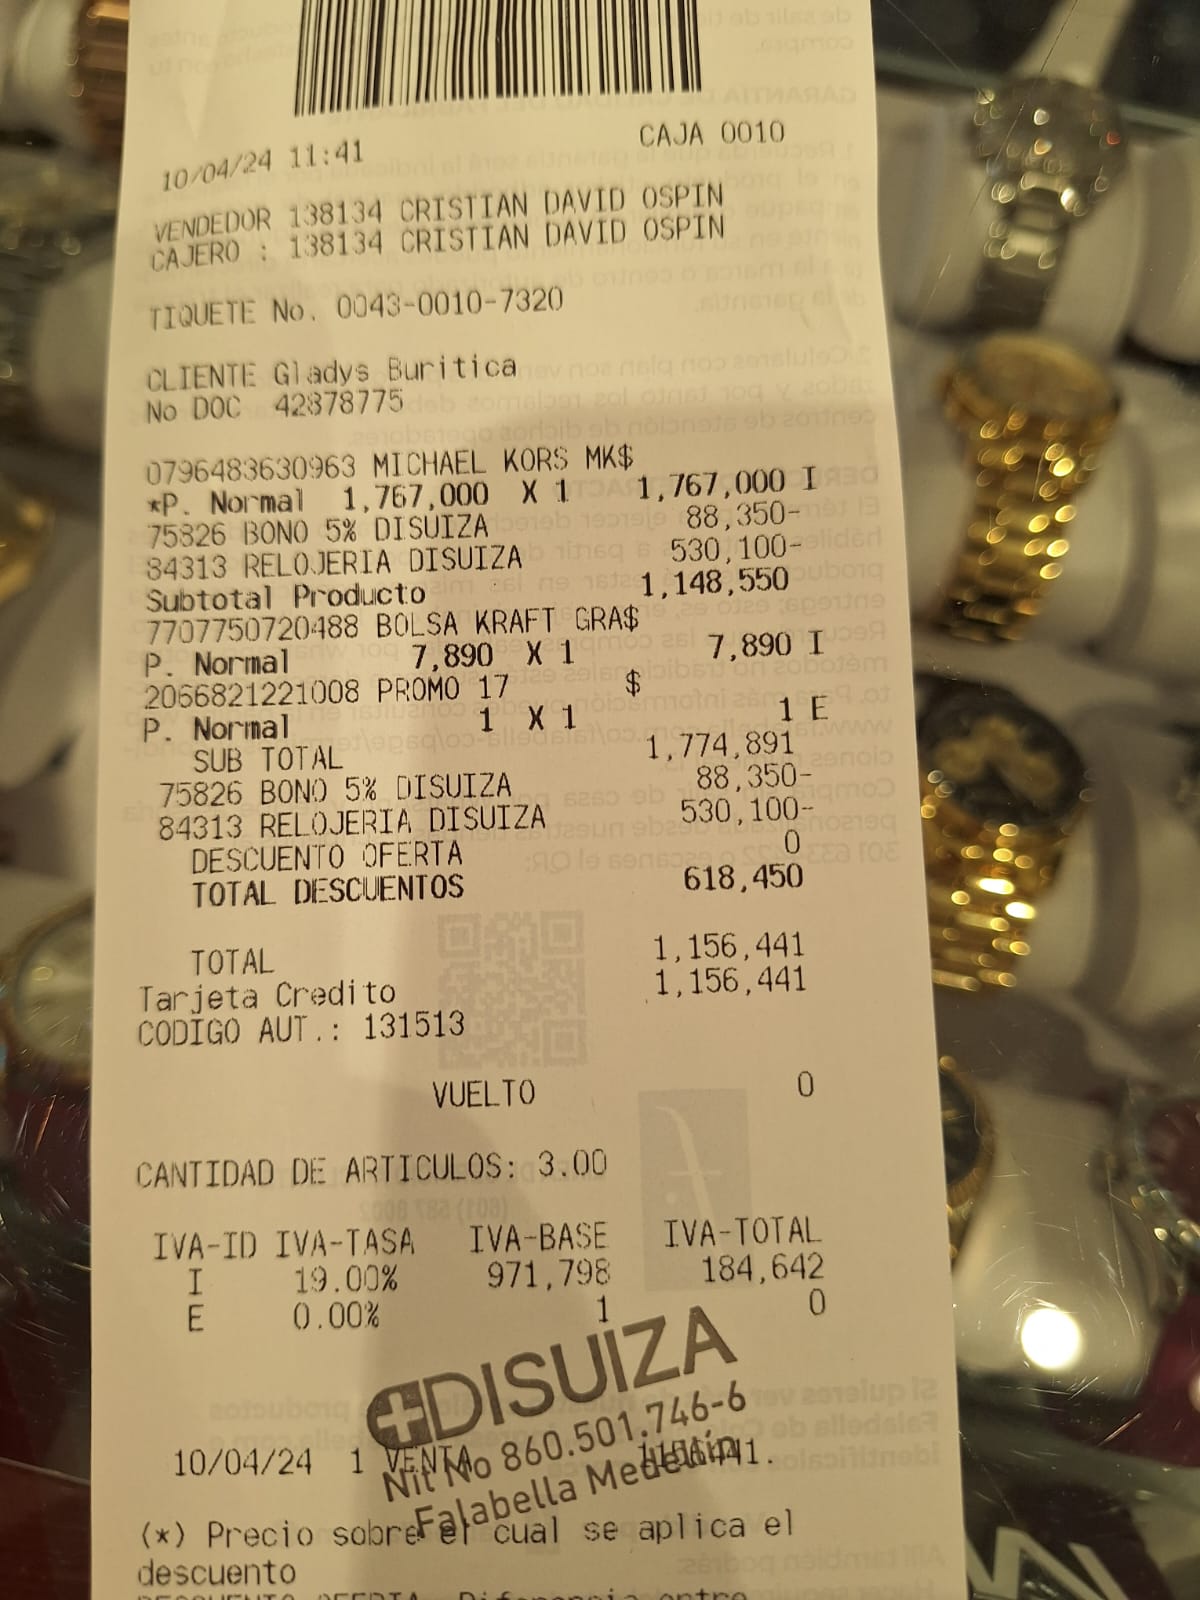 10/04/24 11:41 CAJA 0010
VENDEDOR 138134 CRISTIAN DAVID OSPIN
CAJERO : 138134 CRISTIAN DAVID OSPIN
TIQUETE No. 0043-0010-7320
CLIENTE Gladys Buritica
No DOC 42878775
0796483630963 MICHAEL KORS MK$
*P. Normal 1,767,000 X 1 1,767,000 I
75826 BONO 5% DISUIZA 88,350-
84313 RELOJERIA DISUIZA 530,100-
Subtotal Producto 1,148,550
7707750720488 BOLSA KRAFT GRA$
P. Normal 7,890 X 1 7,890 I
2066821221008 PROMO 17 $
P. Normal 1 X 1 1 E
SUB TOTAL 1,774,891
75826 BONO 5% DISUIZA 88,350-
84313 RELOJERIA DISUIZA 530,100-
DESCUENTO OFERTA 0
TOTAL DESCUENTOS 618,450
TOTAL 1,156,441
Tarjeta Credito 1,156,441
CODIGO AUT.: 131513
VUELTO 0
CANTIDAD DE ARTICULOS: 3.00
IVA-ID IVA-TASA IVA-BASE IVA-TOTAL
I 19.00% 971,798 184,642
E 0.00% 1 0
DISUIZA
Nit No 860.501.746-6
Falabella Medellín
10/04/24 1 VENTA 1156441.
(*) Precio sobre el cual se aplica el
descuento